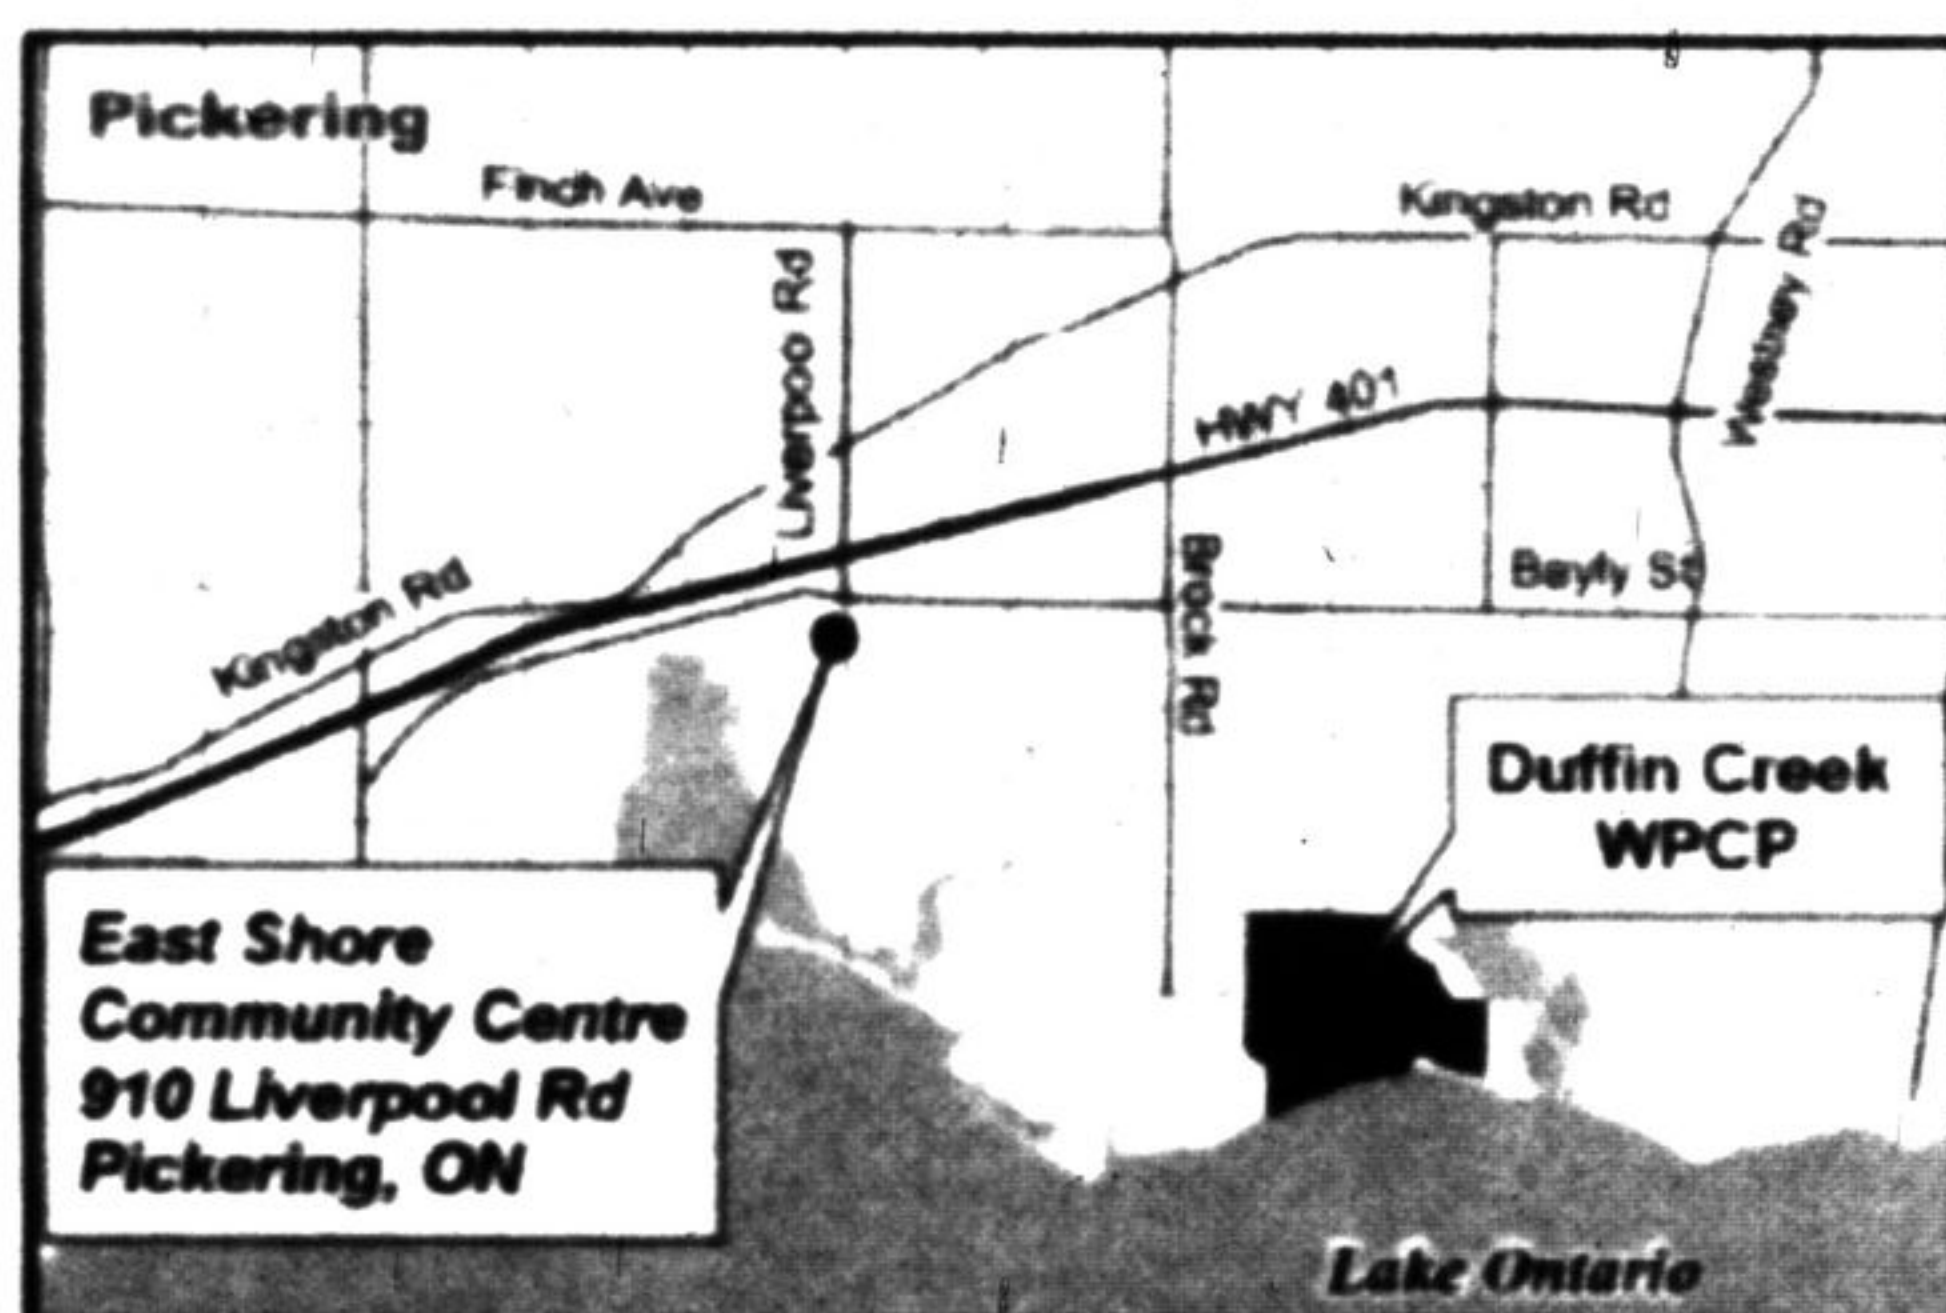 Pickering
Finch Ave
Kingston Rd
Liverpoo Rd
Westney Rd
HWY 401
Kingston Rd
Brock Rd
Bayly St
Duffin Creek
WPCP
East Shore
Community Centre
910 Liverpool Rd
Pickering, ON
Lake Ontario